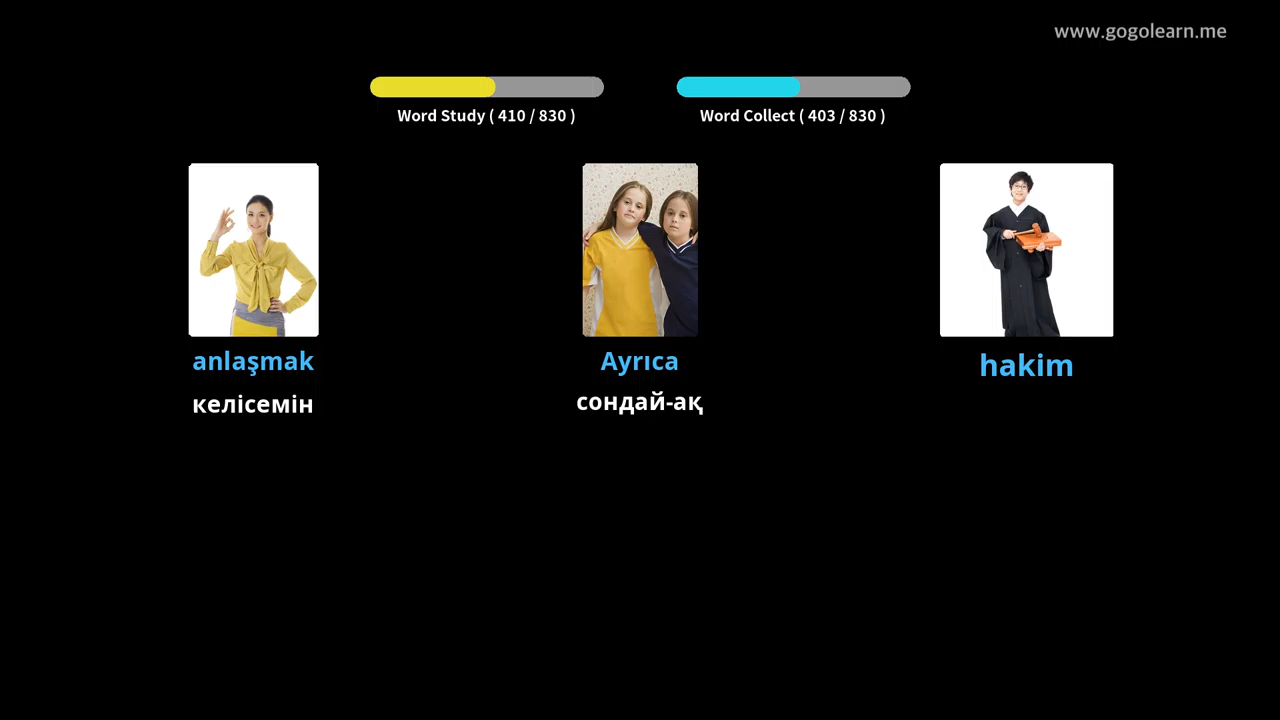 www.gogolearn.me
Word Study ( 410 / 830 )
Word Collect ( 403 / 830 )
anlaşmak
келісемін
Ayrıca
сондай-ақ
hakim